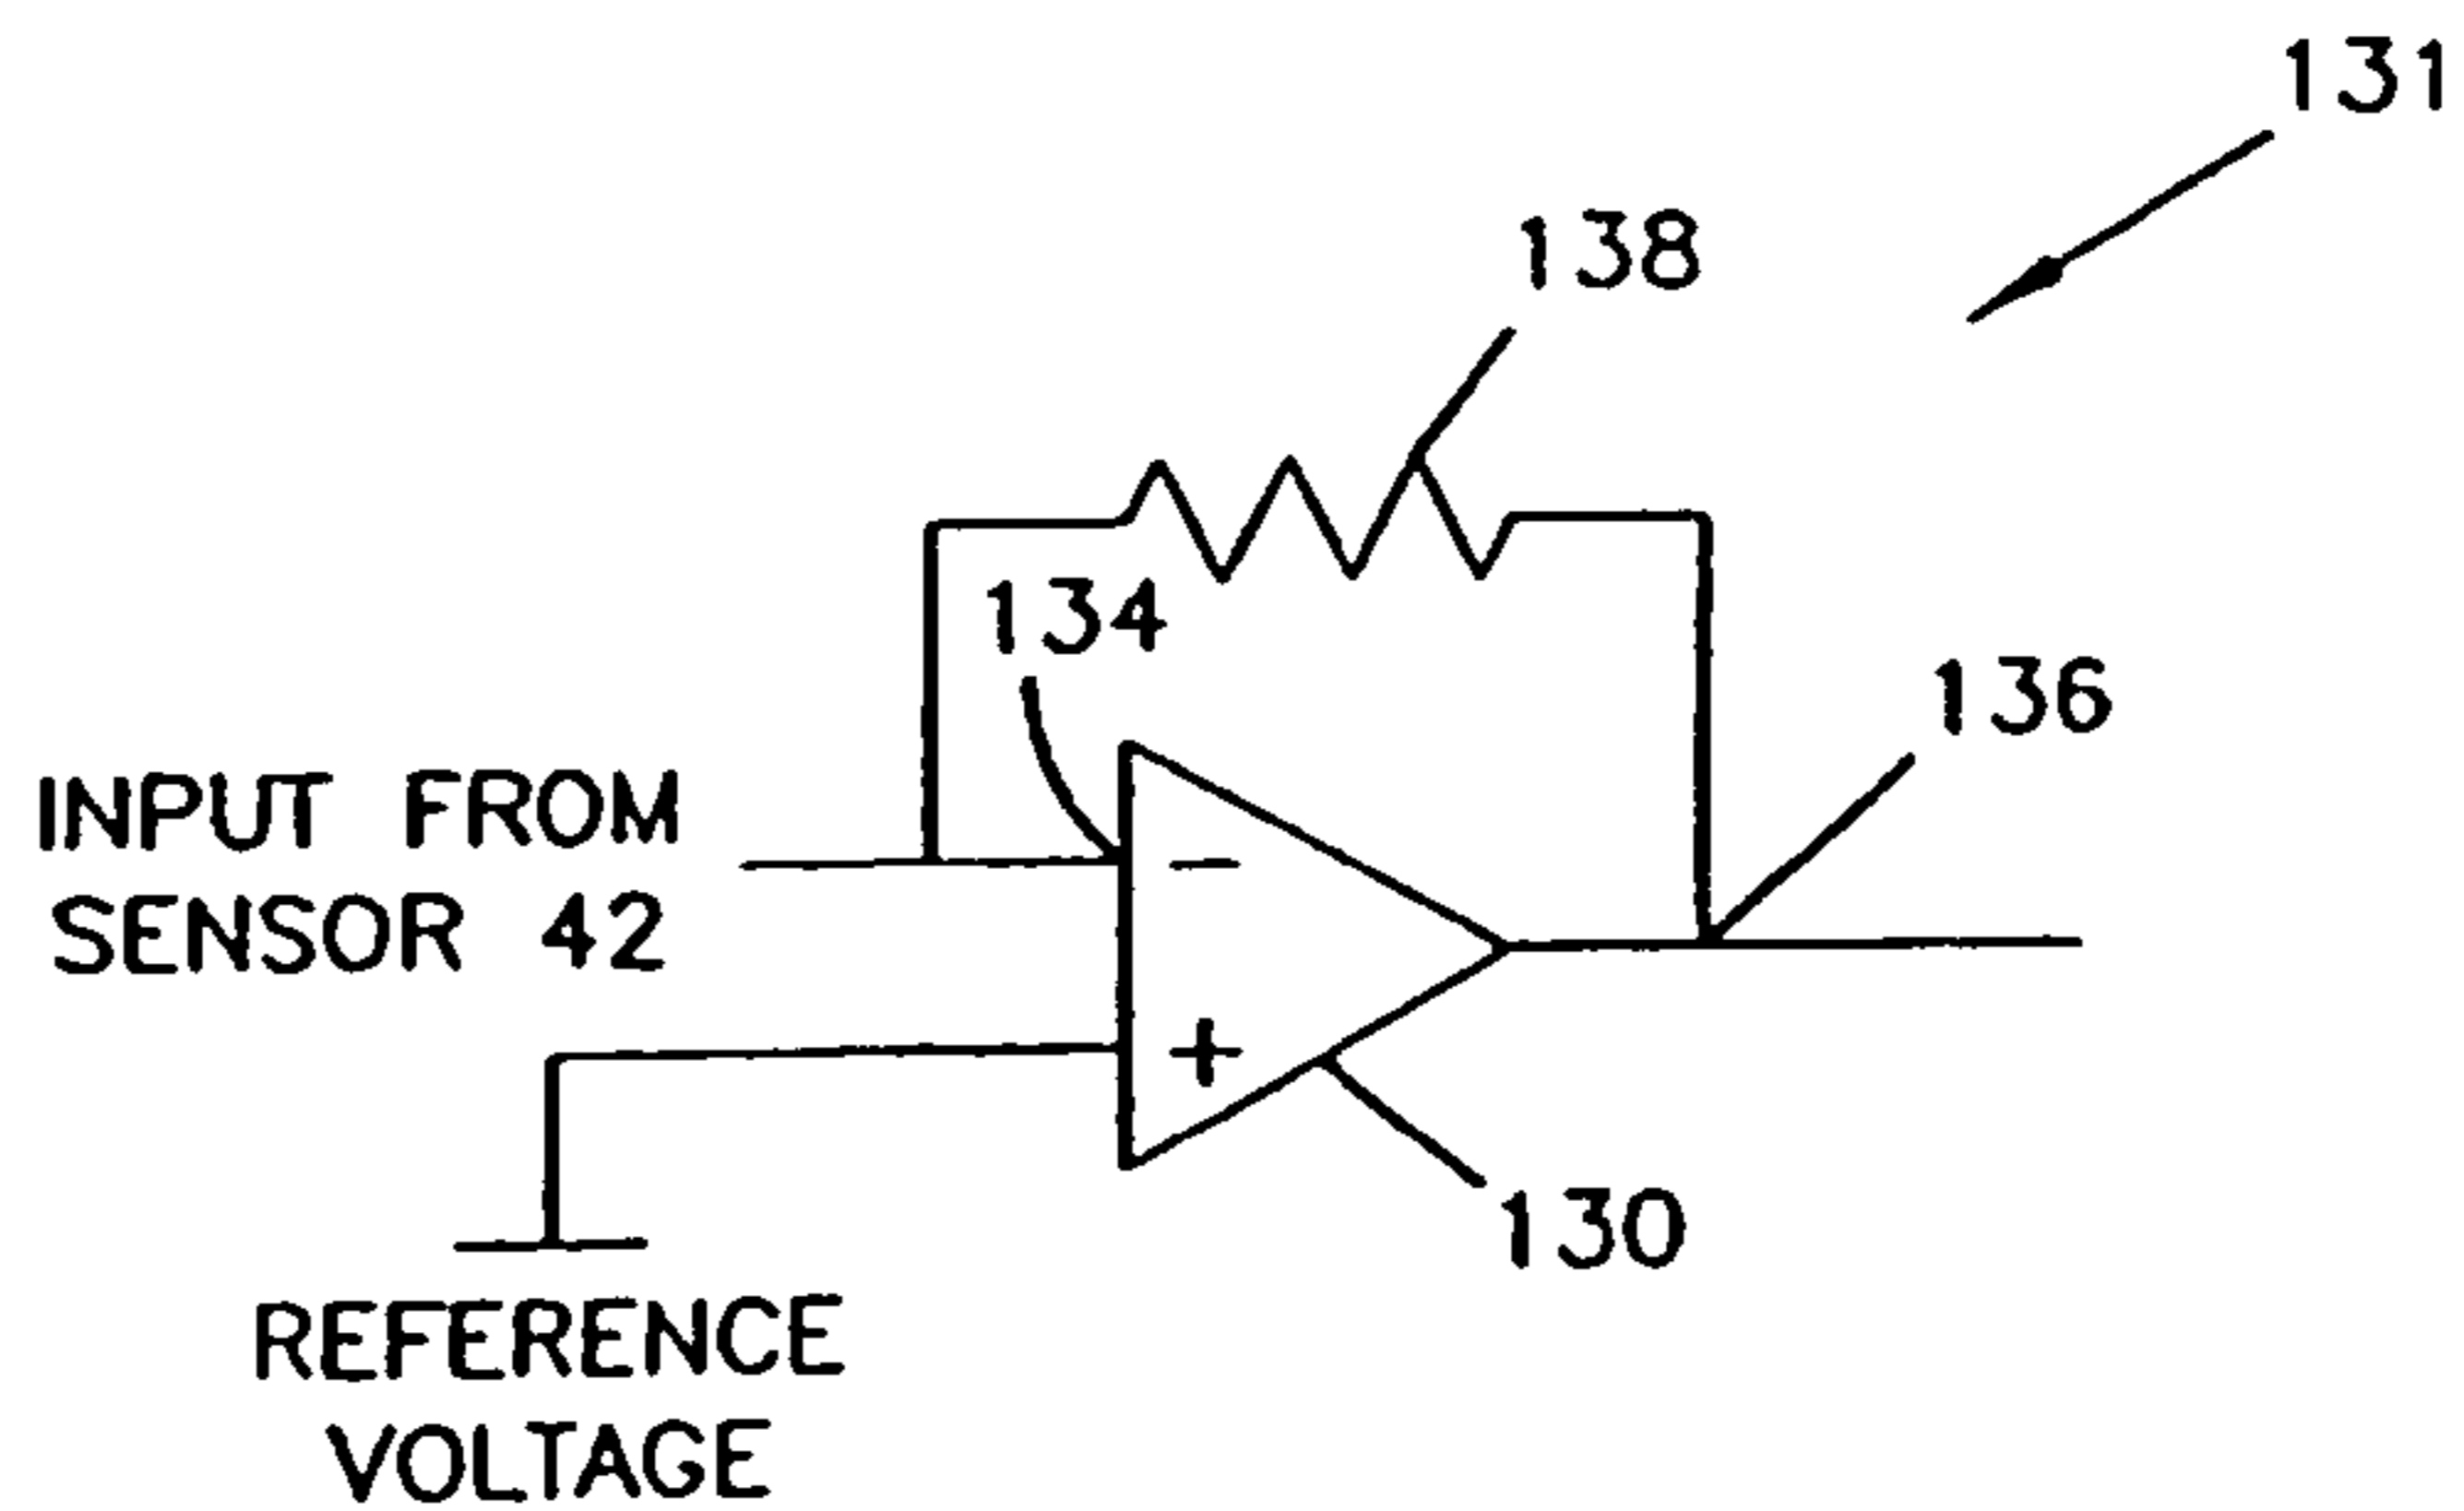 131
138
134
136
INPUT FROM
SENSOR 42
-
+
130
REFERENCE
VOLTAGE